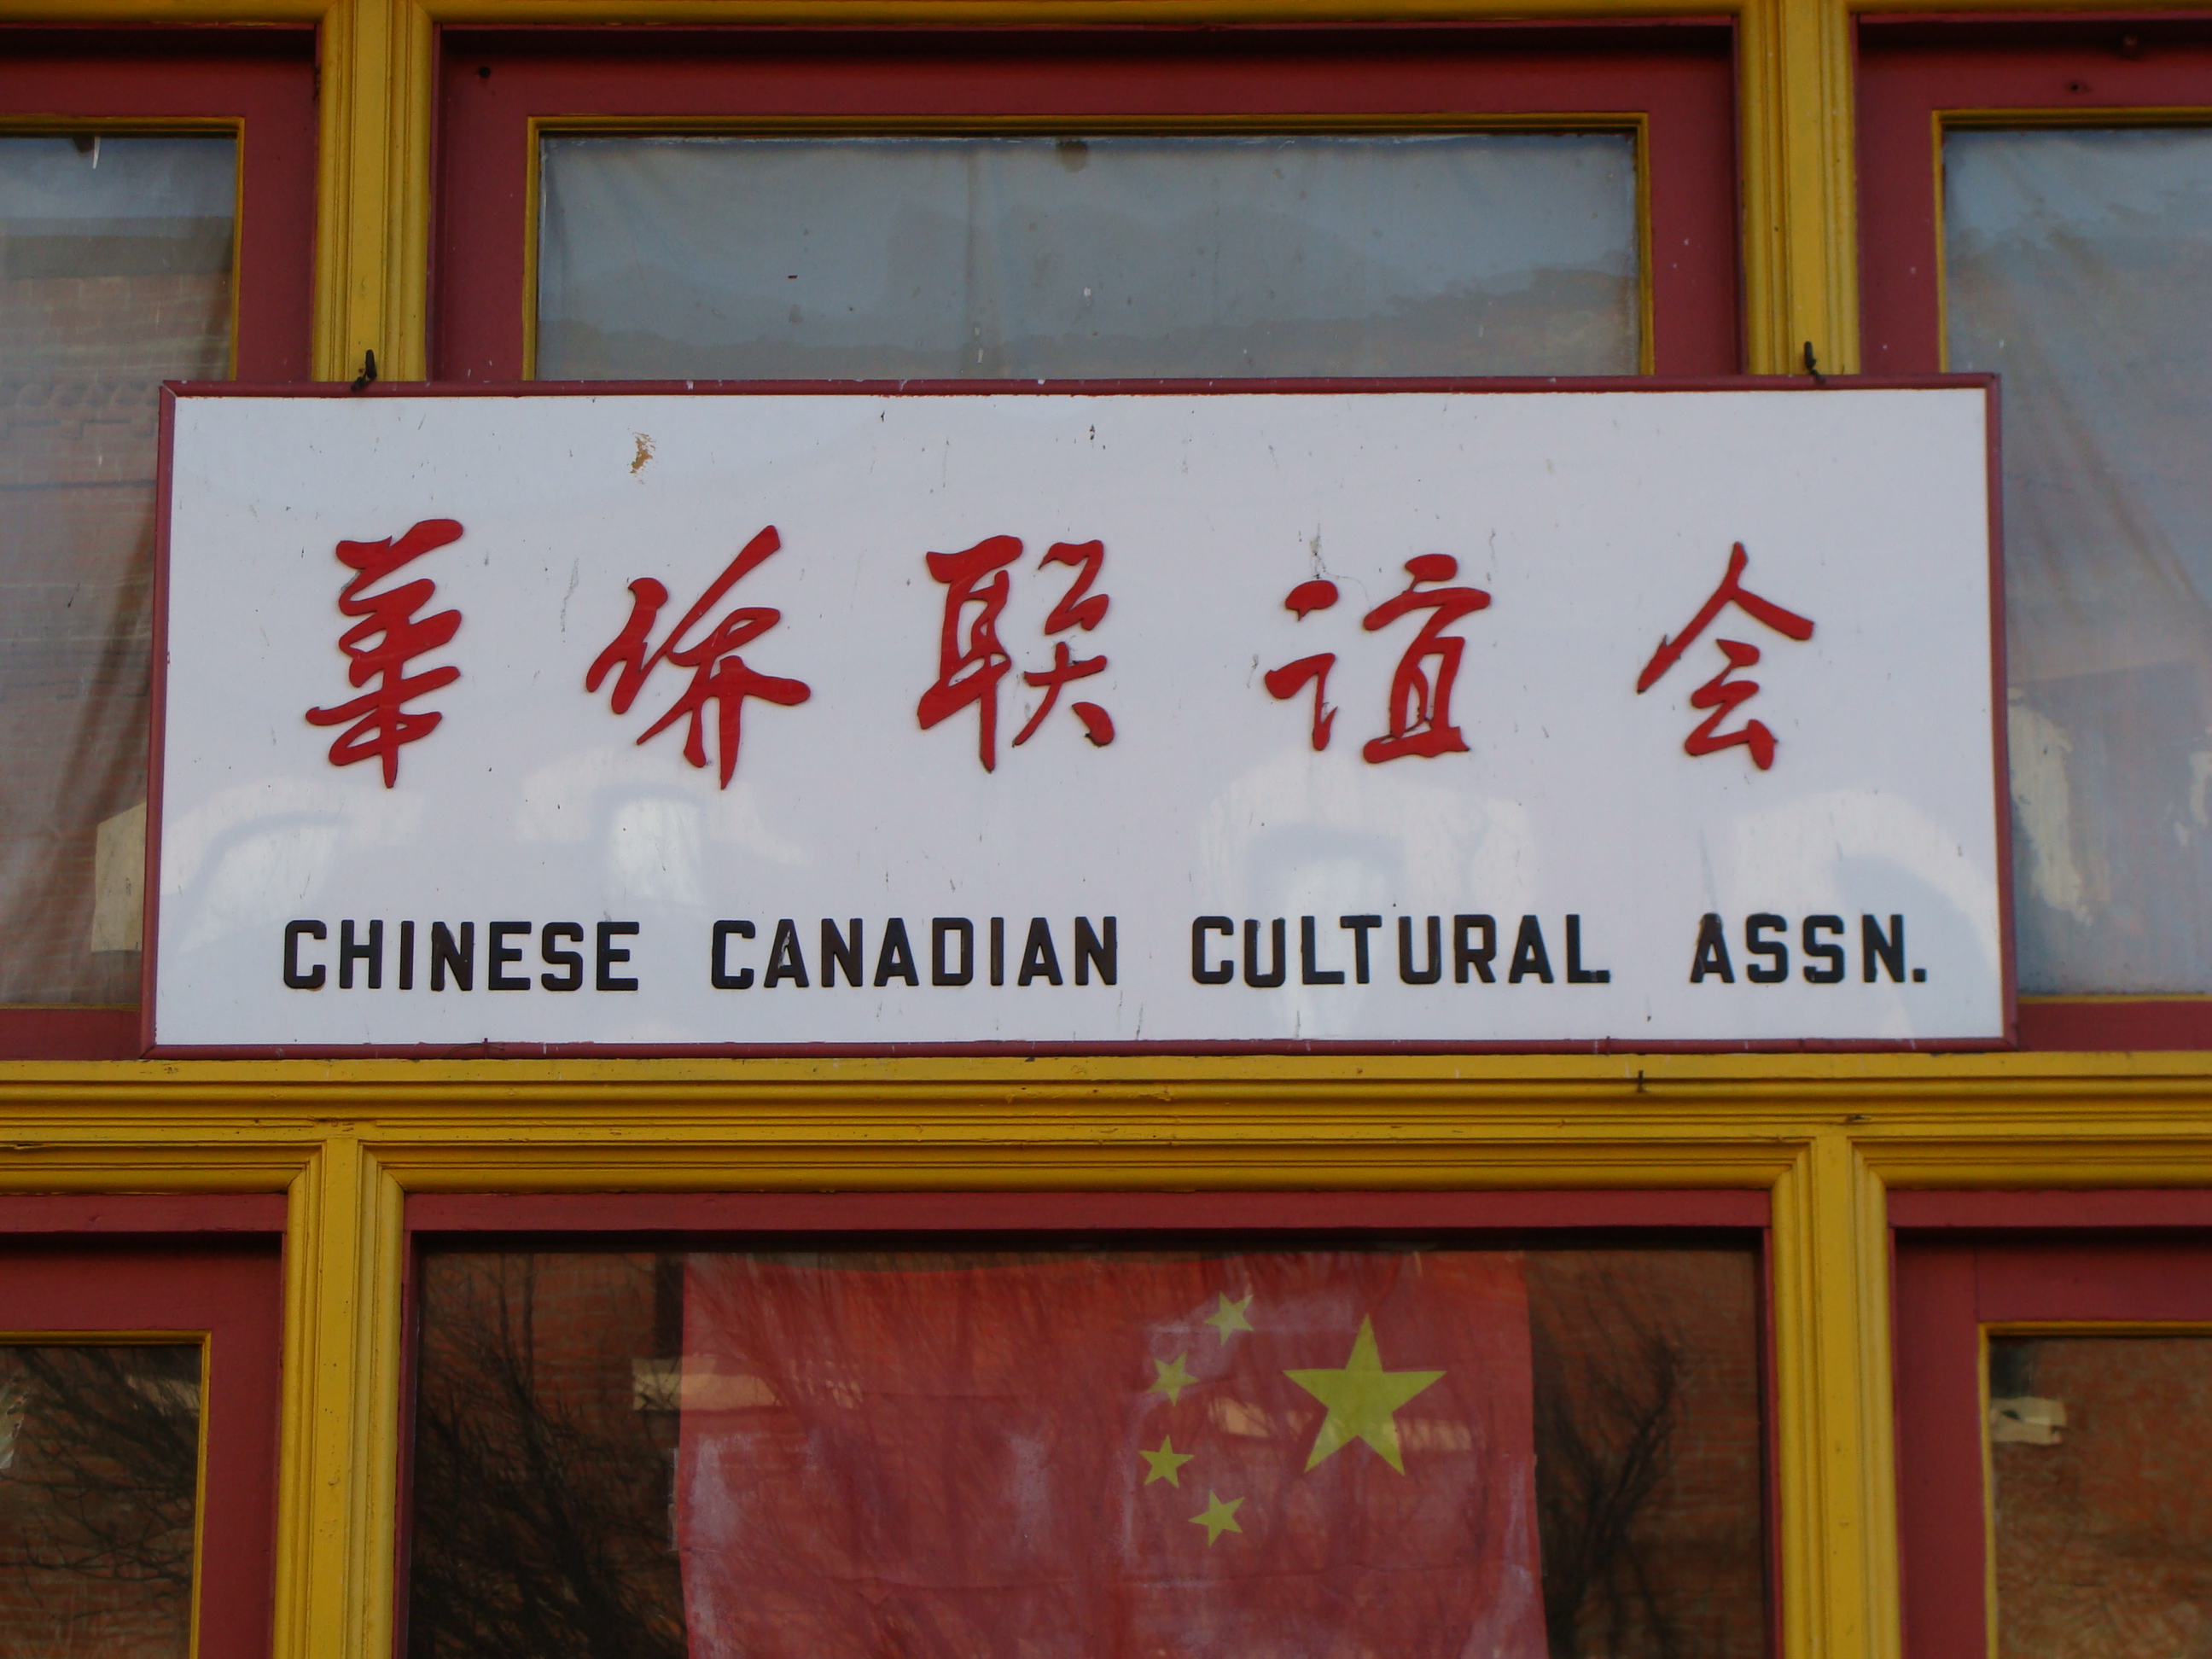 華侨联谊会
CHINESE CANADIAN CULTURAL ASSN.